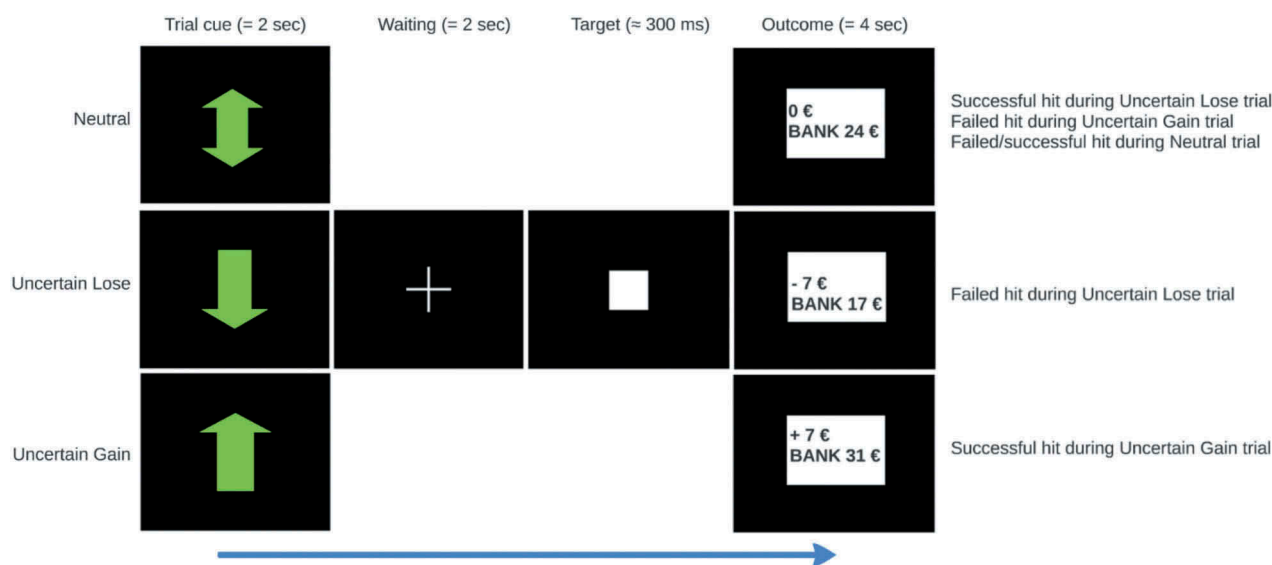 Trial cue (= 2 sec)
Waiting (= 2 sec)
Target (≈ 300 ms)
Outcome (= 4 sec)
Neutral
0 €
BANK 24 €
Successful hit during Uncertain Lose trial
Failed hit during Uncertain Gain trial
Failed/successful hit during Neutral trial
Uncertain Lose
- 7 €
BANK 17 €
Failed hit during Uncertain Lose trial
Uncertain Gain
+ 7 €
BANK 31 €
Successful hit during Uncertain Gain trial